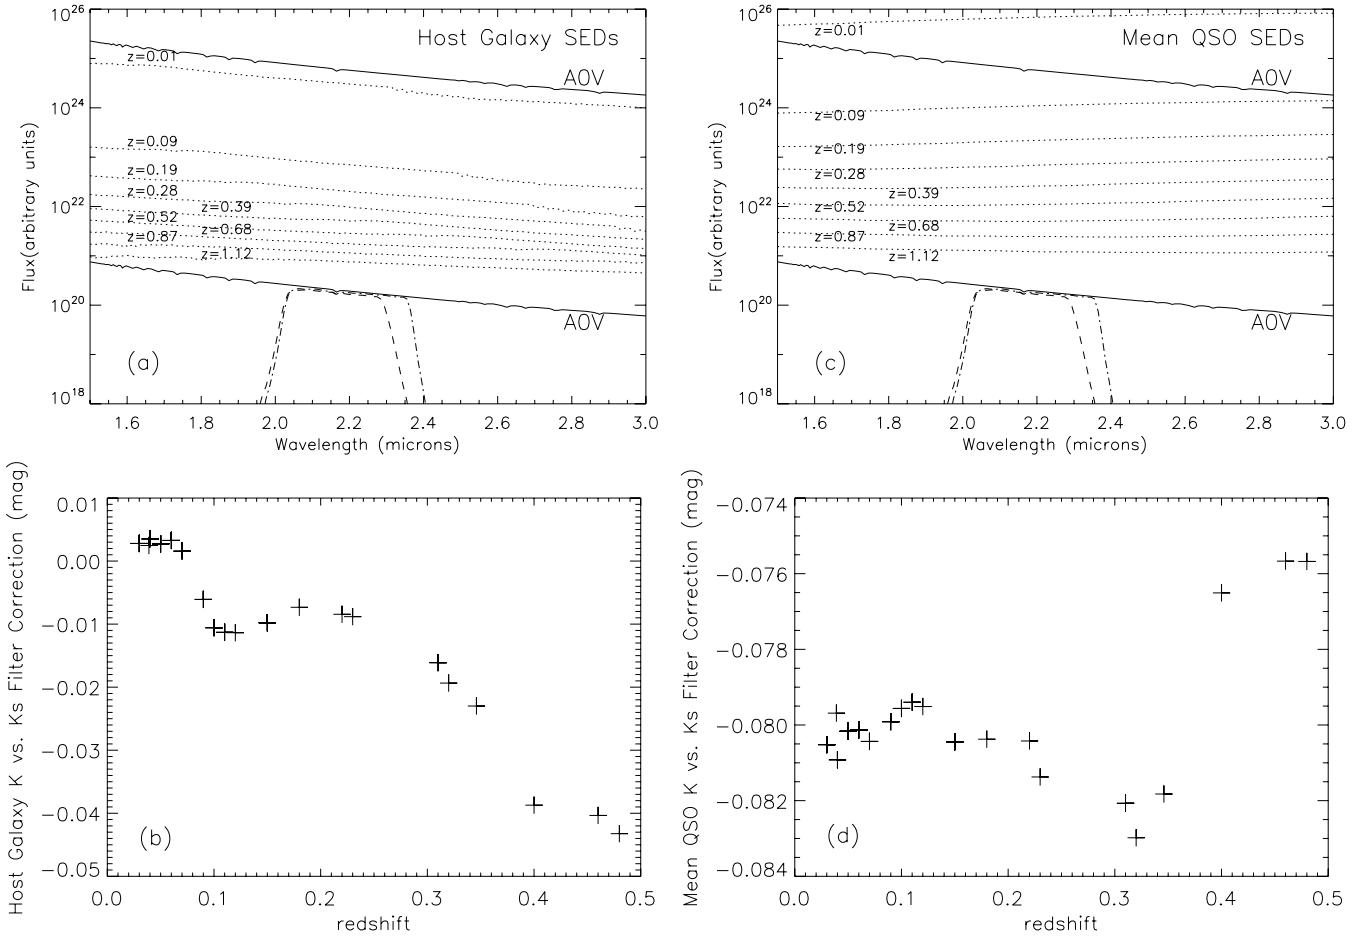 Host Galaxy SEDs
A0V
z=0.01
z=0.09
z=0.19
z=0.28
z=0.39
z=0.52
z=0.68
z=0.87
z=1.12
A0V
(a)
10^26
10^24
10^22
10^20
10^18
Flux(arbitrary units)
1.6 1.8 2.0 2.2 2.4 2.6 2.8 3.0
Wavelength (microns)
Mean QSO SEDs
z=0.01
A0V
z=0.09
z=0.19
z=0.28
z=0.39
z=0.52
z=0.68
z=0.87
z=1.12
A0V
(c)
10^26
10^24
10^22
10^20
10^18
Flux(arbitrary units)
1.6 1.8 2.0 2.2 2.4 2.6 2.8 3.0
Wavelength (microns)
Host Galaxy K vs. Ks Filter Correction (mag)
0.01
0.00
-0.01
-0.02
-0.03
-0.04
-0.05
(b)
0.0 0.1 0.2 0.3 0.4 0.5
redshift
Mean QSO K vs. Ks Filter Correction (mag)
-0.074
-0.076
-0.078
-0.080
-0.082
-0.084
(d)
0.0 0.1 0.2 0.3 0.4 0.5
redshift